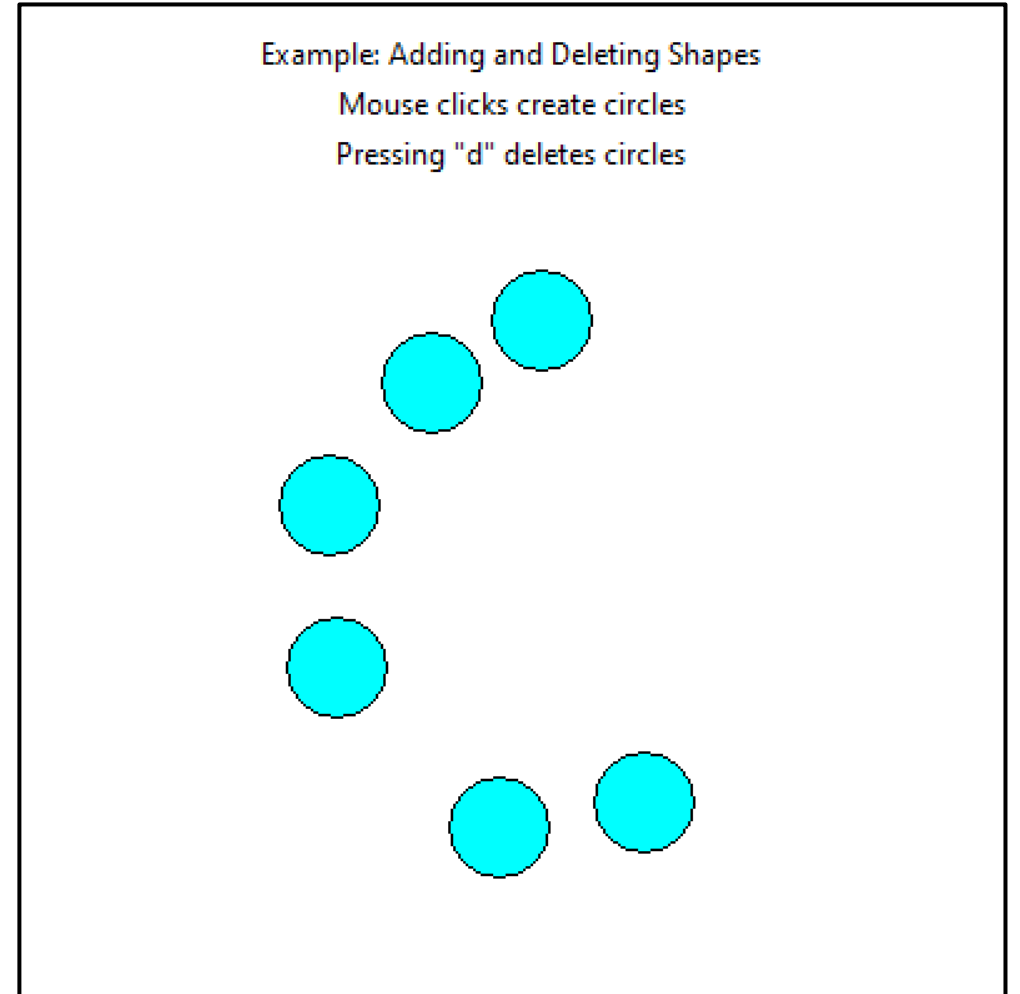 Example: Adding and Deleting Shapes
Mouse clicks create circles
Pressing "d" deletes circles